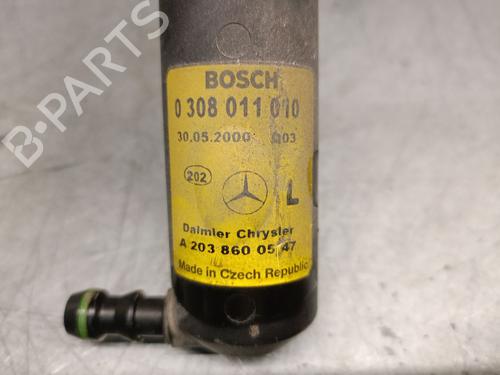 BOSCH
0 308 011 010
30.05.2000 Q03
202
L
Daimler Chrysler
A 203 860 05 47
Made in Czech Republic
B-PARTS